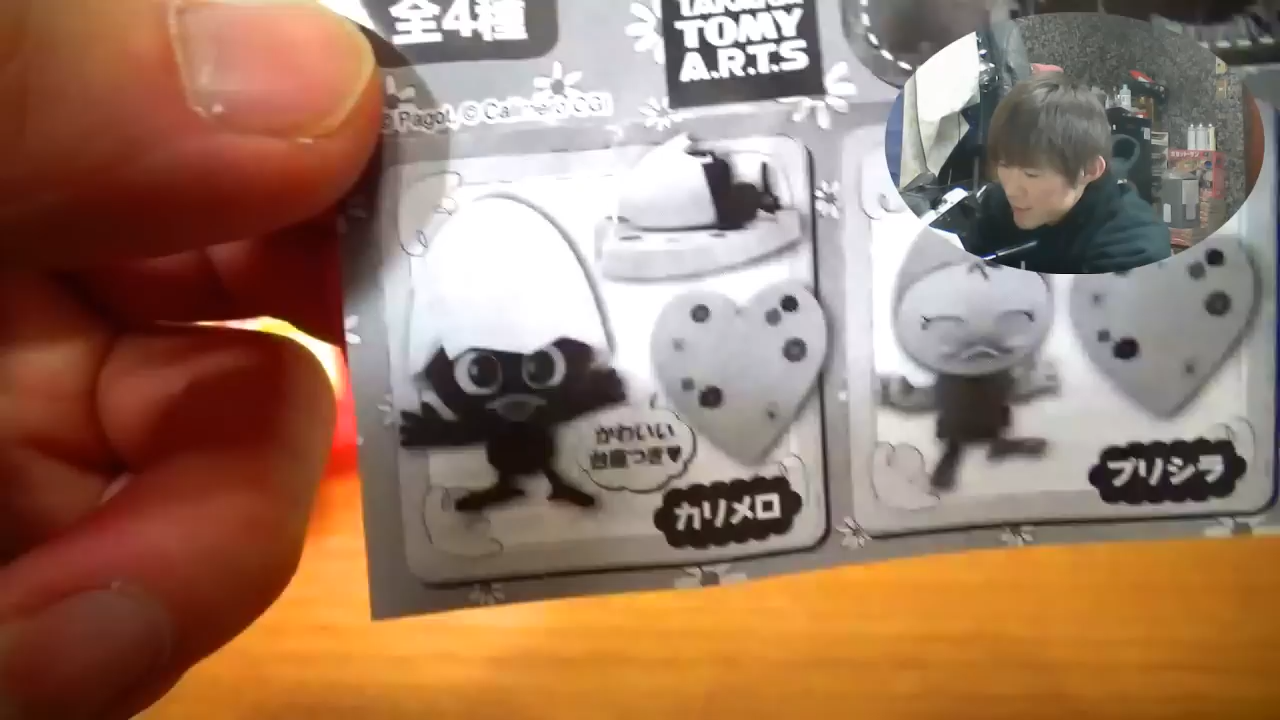 全4種
TAKARA
TOMY
A.R.T.S
© Pagot, © Calimero CGI
かわいい
台座つき♥
カリメロ
プリシラ